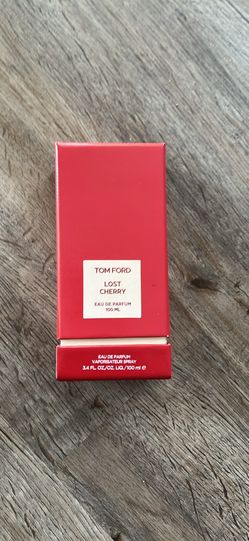 TOM FORD
LOST
CHERRY
EAU DE PARFUM
100 ML
EAU DE PARFUM
VAPORISATEUR SPRAY
3.4 FL. OZ./OZ. LIQ./100 ml ℮